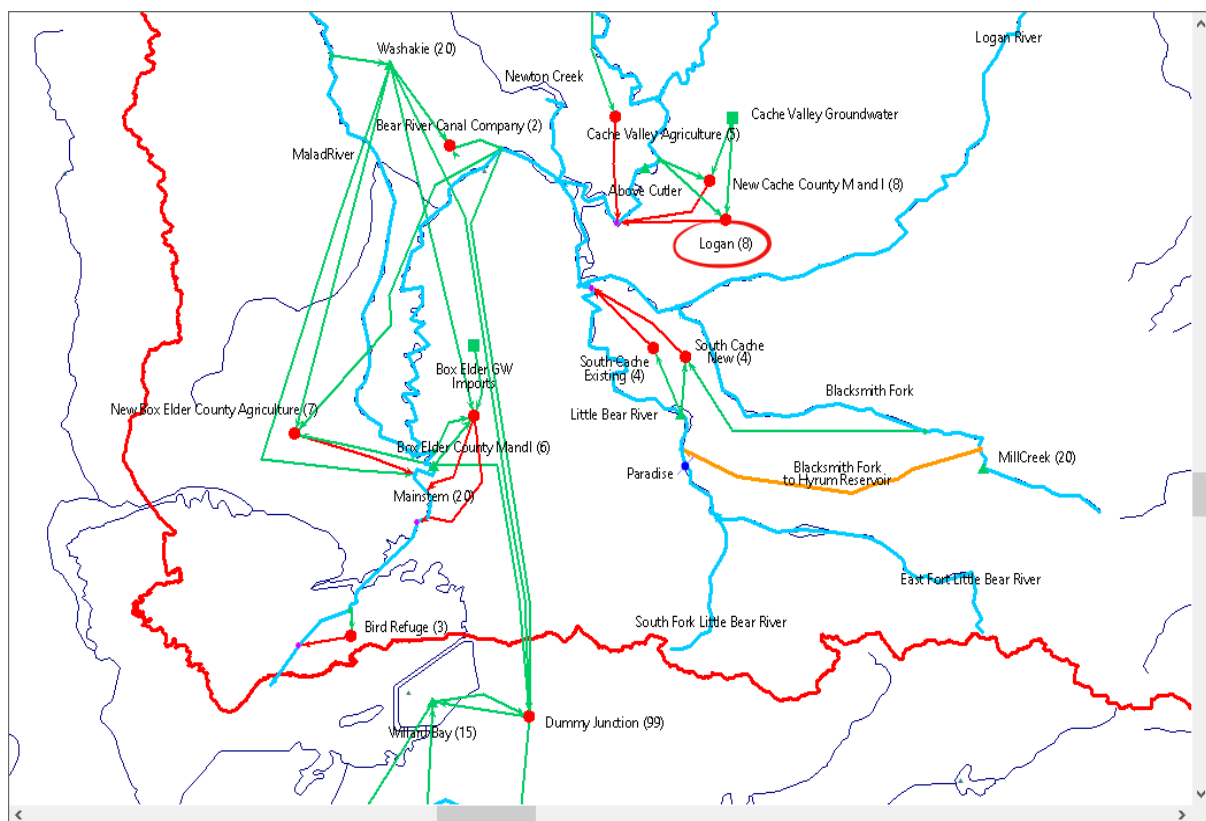 Logan River
Washakie (20)
Newton Creek
Cache Valley Groundwater
Bear River Canal Company (2)
Cache Valley Agriculture (5)
MaladRiver
Above Cutler
New Cache County M and I (8)
Logan (8)
South Cache
New (4)
South Cache
Existing (4)
Box Elder GW
Imports
Blacksmith Fork
New Box Elder County Agriculture (7)
Little Bear River
Box Elder County MandI (6)
MillCreek (20)
Paradise
Blacksmith Fork
to Hyrum Reservoir
Mainstem (20)
East Fort Little Bear River
South Fork Little Bear River
Bird Refuge (3)
Dummy Junction (99)
Willard Bay (15)